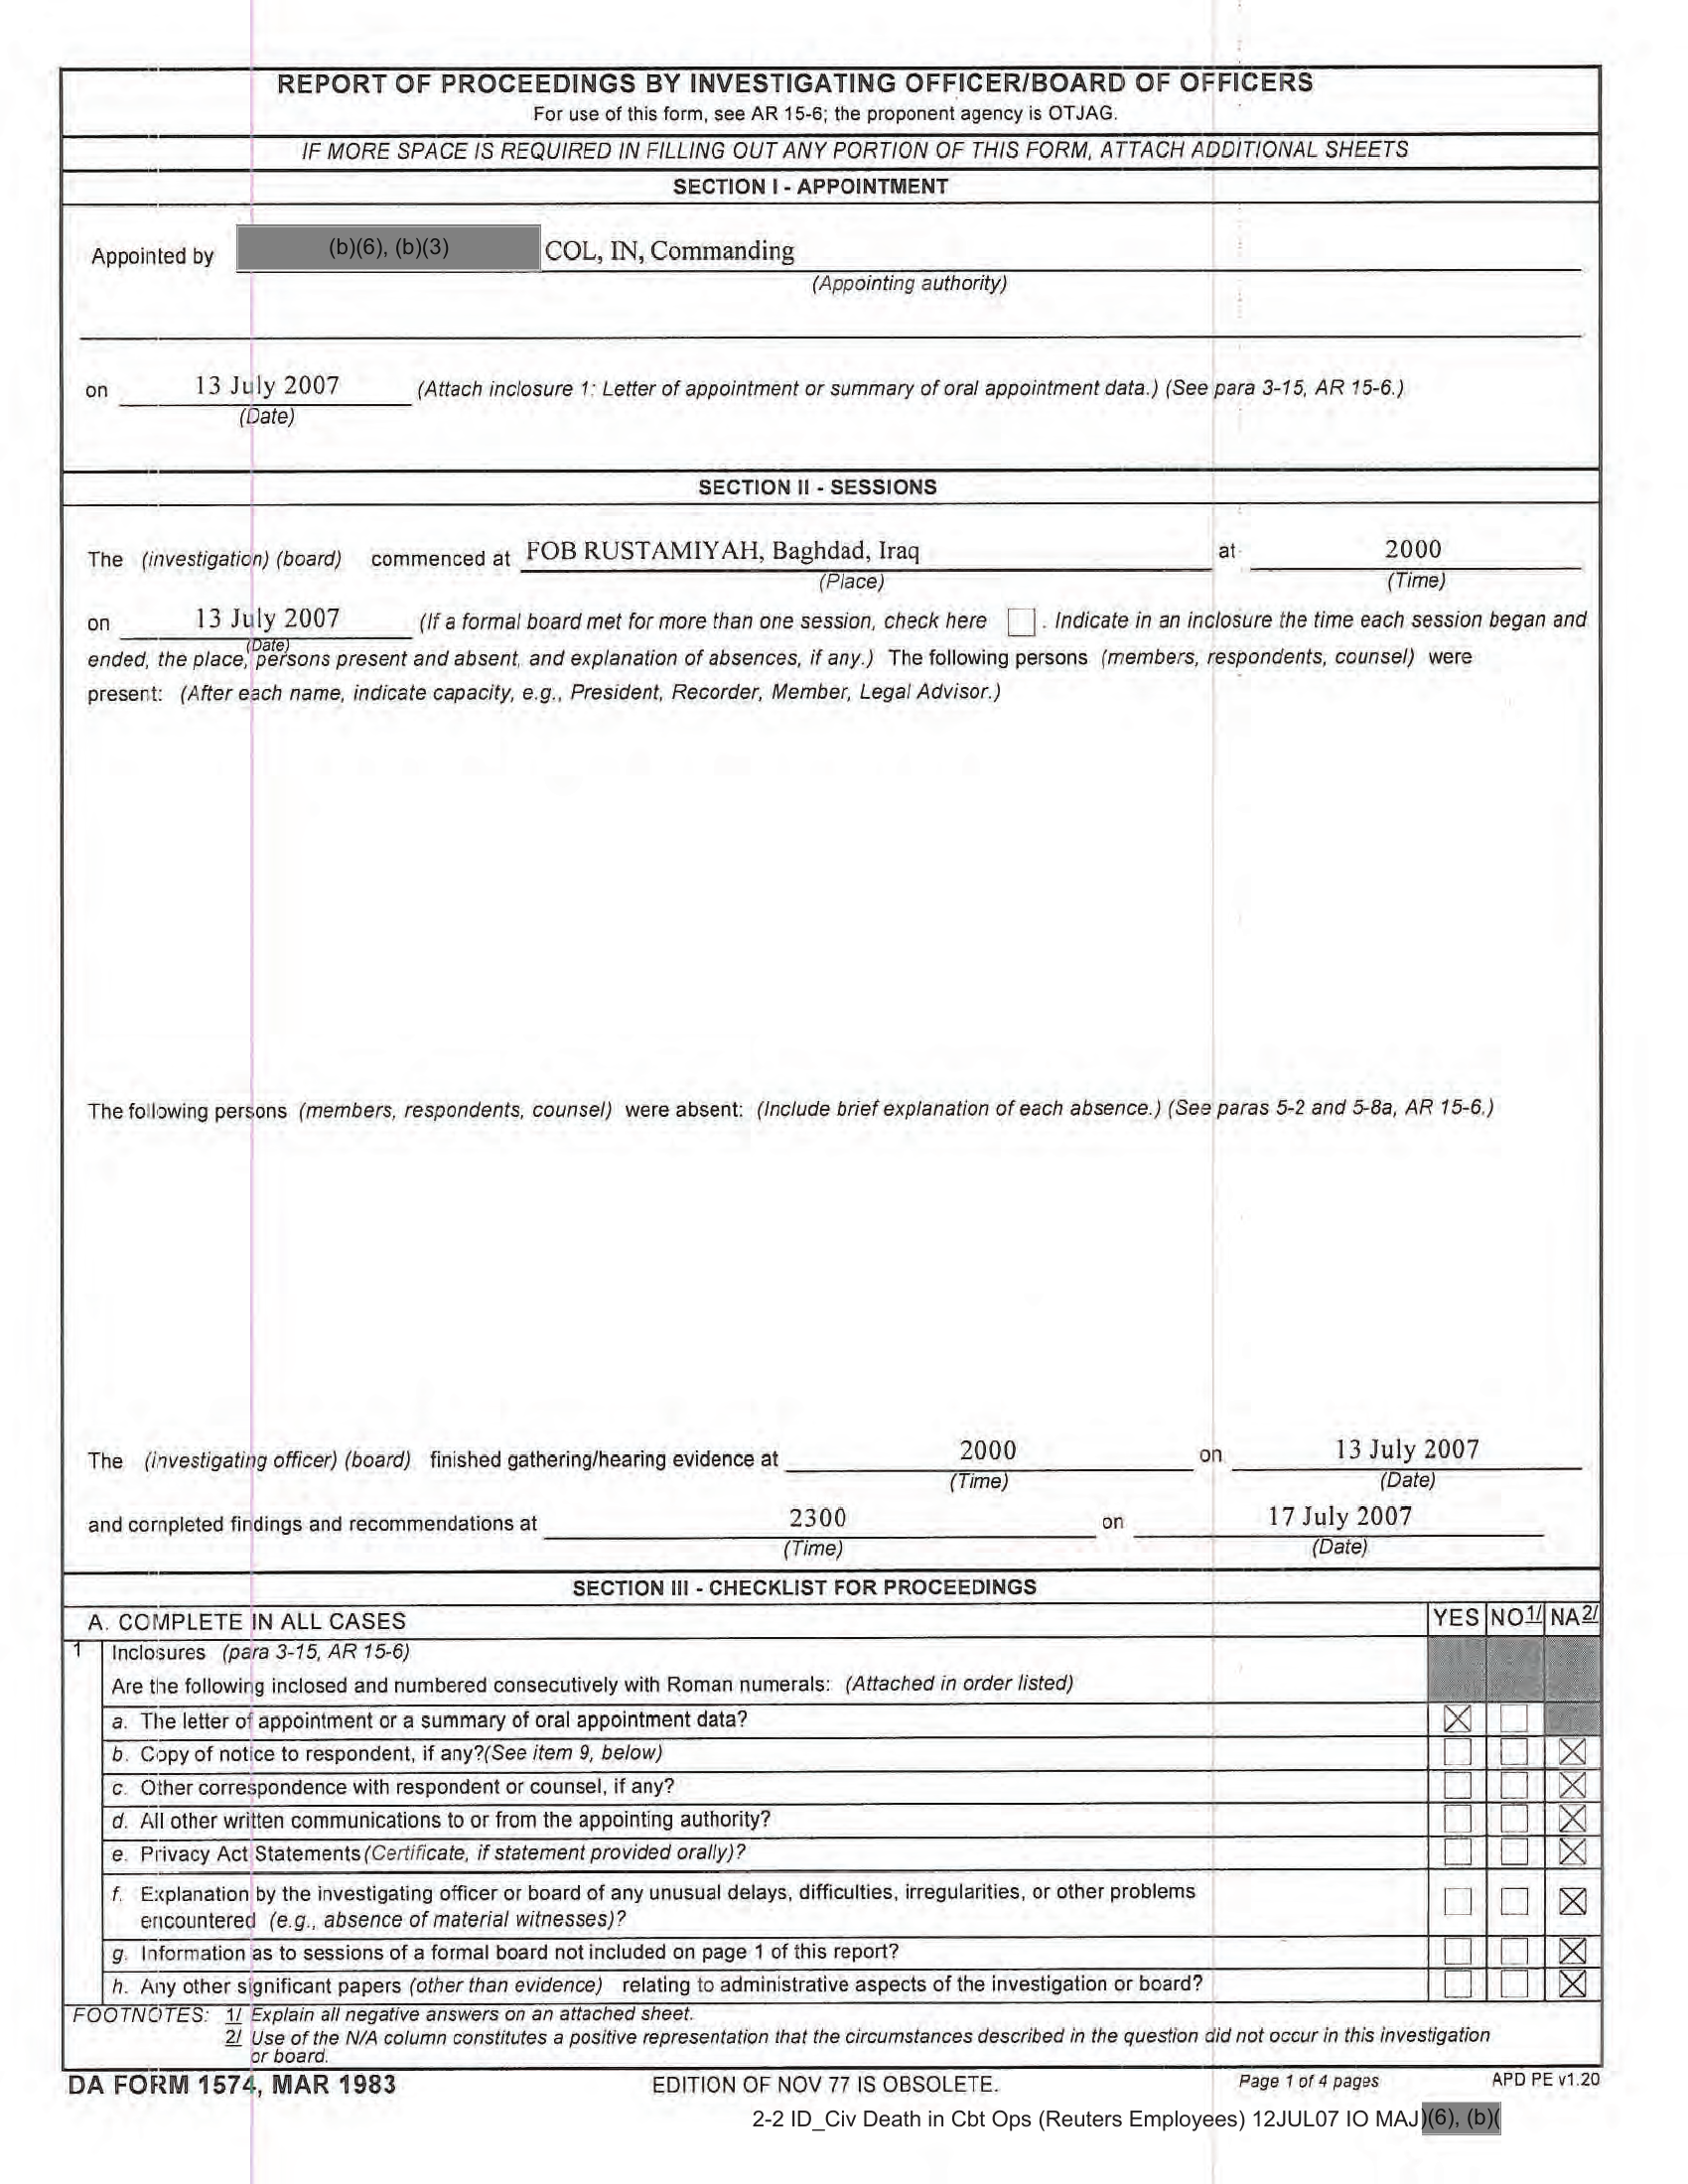 REPORT OF PROCEEDINGS BY INVESTIGATING OFFICER/BOARD OF OFFICERS
For use of this form, see AR 15-6; the proponent agency is OTJAG.
IF MORE SPACE IS REQUIRED IN FILLING OUT ANY PORTION OF THIS FORM, ATTACH ADDITIONAL SHEETS
SECTION I - APPOINTMENT
Appointed by (b)(6), (b)(3) COL, IN, Commanding
(Appointing authority)
on 13 July 2007 (Attach inclosure 1: Letter of appointment or summary of oral appointment data.) (See para 3-15, AR 15-6.)
(Date)
SECTION II - SESSIONS
The (investigation) (board) commenced at FOB RUSTAMIYAH, Baghdad, Iraq at 2000
(Place) (Time)
on 13 July 2007 (If a formal board met for more than one session, check here . Indicate in an inclosure the time each session began and
(Date)
ended, the place, persons present and absent, and explanation of absences, if any.) The following persons (members, respondents, counsel) were
present: (After each name, indicate capacity, e.g., President, Recorder, Member, Legal Advisor.)
The following persons (members, respondents, counsel) were absent: (Include brief explanation of each absence.) (See paras 5-2 and 5-8a, AR 15-6.)
The (investigating officer) (board) finished gathering/hearing evidence at 2000 on 13 July 2007
(Time) (Date)
and completed findings and recommendations at 2300 on 17 July 2007
(Time) (Date)
SECTION III - CHECKLIST FOR PROCEEDINGS
A. COMPLETE IN ALL CASES YES NO1/ NA2/
1 Inclosures (para 3-15, AR 15-6)
Are the following inclosed and numbered consecutively with Roman numerals: (Attached in order listed)
a. The letter of appointment or a summary of oral appointment data?
b. Copy of notice to respondent, if any?(See item 9, below)
c. Other correspondence with respondent or counsel, if any?
d. All other written communications to or from the appointing authority?
e. Privacy Act Statements(Certificate, if statement provided orally)?
f. Explanation by the investigating officer or board of any unusual delays, difficulties, irregularities, or other problems
encountered (e.g., absence of material witnesses)?
g. Information as to sessions of a formal board not included on page 1 of this report?
h. Any other significant papers (other than evidence) relating to administrative aspects of the investigation or board?
FOOTNOTES: 1/ Explain all negative answers on an attached sheet.
2/ Use of the N/A column constitutes a positive representation that the circumstances described in the question did not occur in this investigation
or board.
DA FORM 1574, MAR 1983 EDITION OF NOV 77 IS OBSOLETE. Page 1 of 4 pages APD PE v1.20
2-2 ID_Civ Death in Cbt Ops (Reuters Employees) 12JUL07 IO MAJ)(6), (b)(